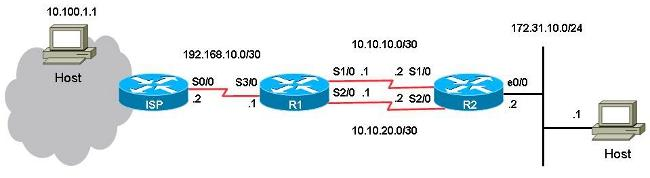 10.100.1.1
Host
192.168.10.0/30
S0/0
.2
ISP
S3/0
.1
R1
10.10.10.0/30
S1/0 .1
.2 S1/0
S2/0 .1
.2 S2/0
10.10.20.0/30
R2
172.31.10.0/24
e0/0
.2
.1
Host